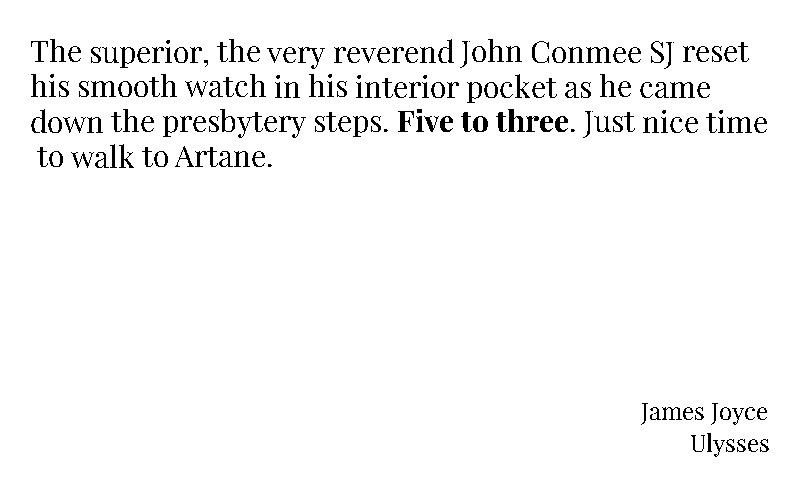 The superior, the very reverend John Conmee SJ reset
his smooth watch in his interior pocket as he came
down the presbytery steps. Five to three. Just nice time
to walk to Artane.
James Joyce
Ulysses